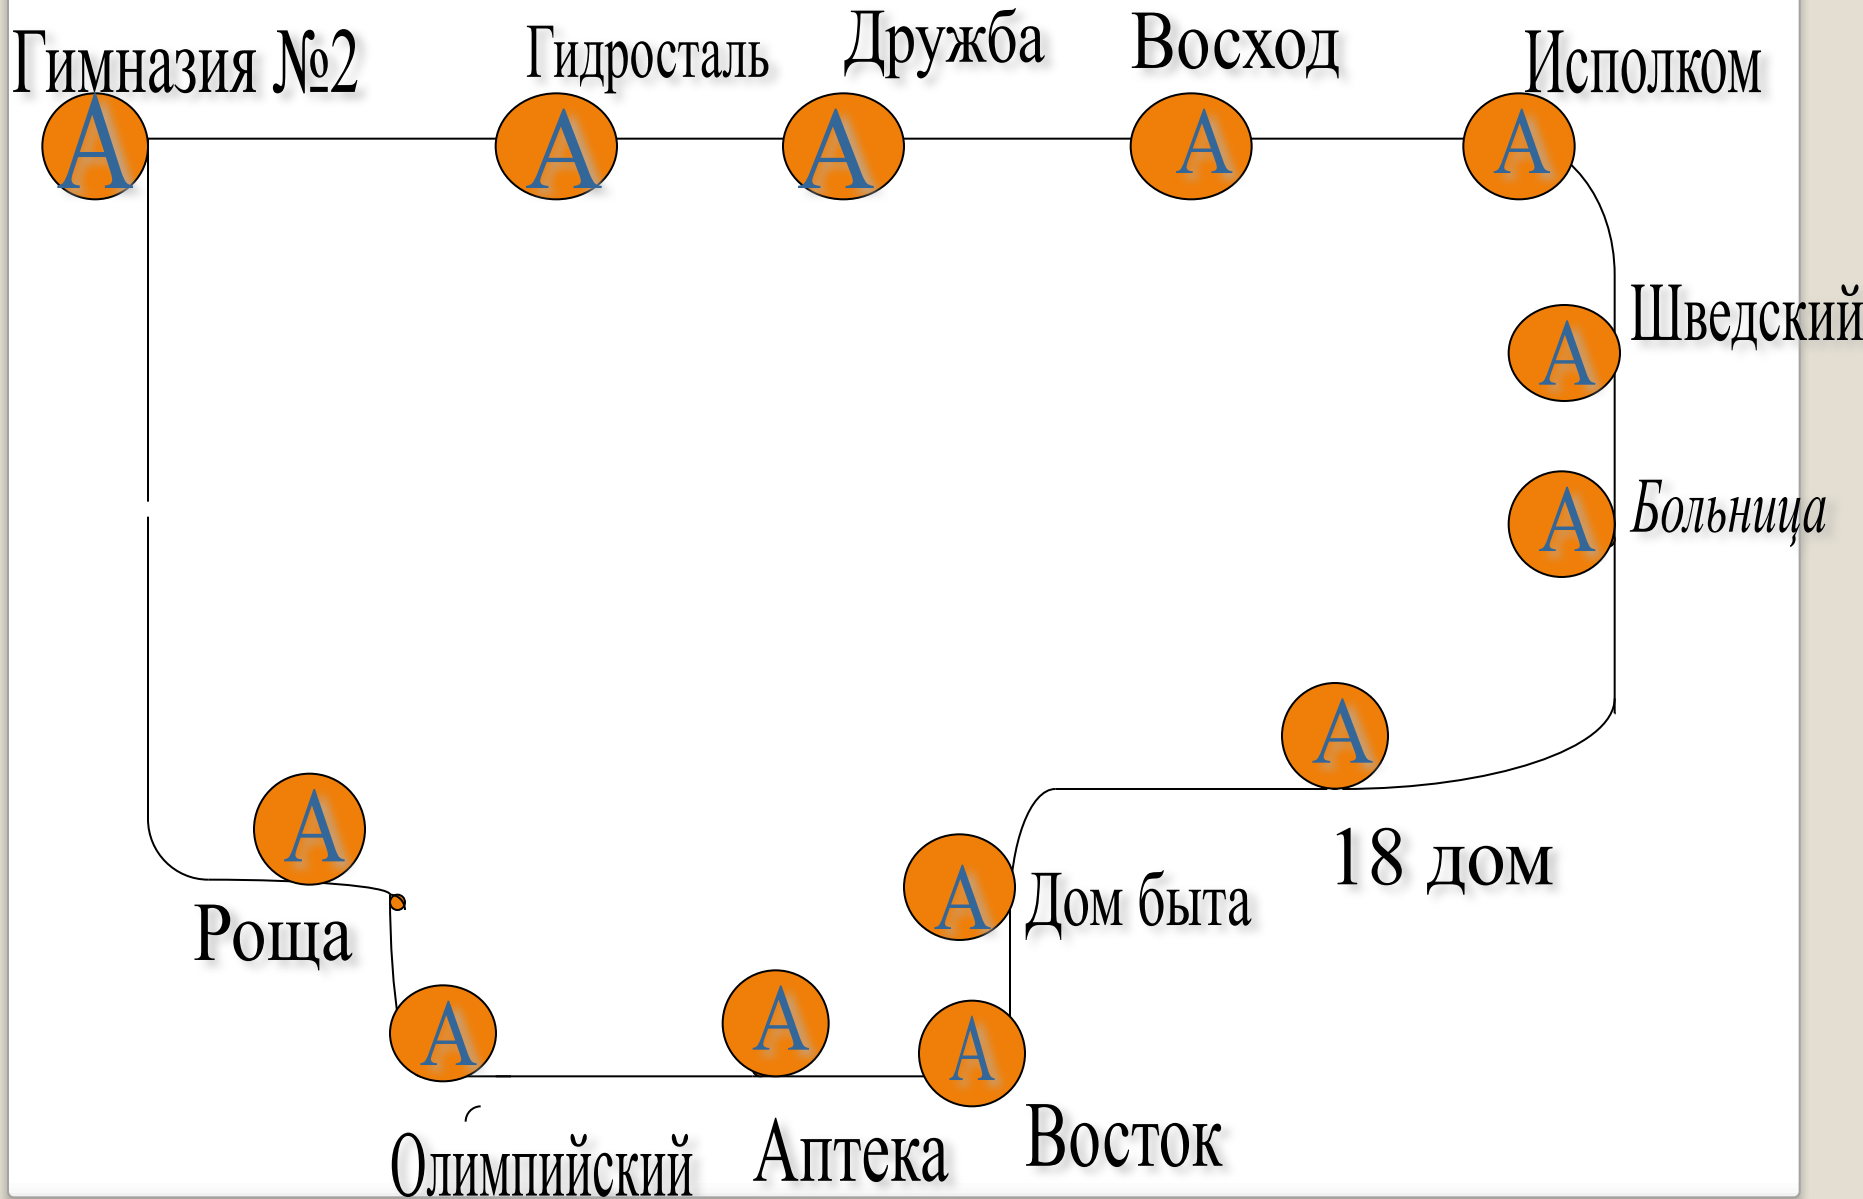 Гимназия №2
Гидросталь
Дружба
Восход
Исполком
А
А
А
А
А
Шведский
А
Больница
А
А
18 дом
А
Роща
А
Дом быта
А
А
А
Олимпийский
Аптека
Восток